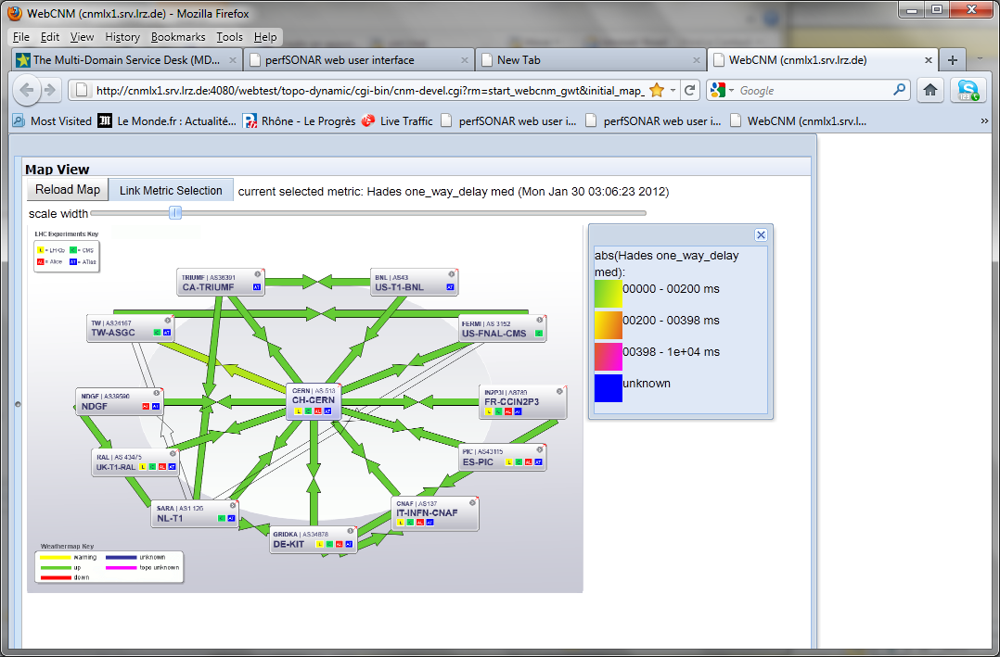 WebCNM (cnmlx1.srv.lrz.de) - Mozilla Firefox
File Edit View History Bookmarks Tools Help
The Multi-Domain Service Desk (MD...
perfSONAR web user interface
New Tab
WebCNM (cnmlx1.srv.lrz.de)
http://cnmlx1.srv.lrz.de:4080/webtest/topo-dynamic/cgi-bin/cnm-devel.cgi?rm=start_webcnm_gwt&initial_map_
Google
Most Visited Le Monde.fr : Actualité... Rhône - Le Progrès Live Traffic perfSONAR web user i... perfSONAR web user i... WebCNM (cnmlx1.srv.l... »
Map View
Reload Map Link Metric Selection current selected metric: Hades one_way_delay med (Mon Jan 30 03:06:23 2012)
scale width
LHC Experiments Key
L = LHCb C = CMS
AL = Alice AT = Atlas
TRIUMF | AS36391
CA-TRIUMF AT
BNL | AS43
US-T1-BNL AT
TW | AS24167
TW-ASGC C AT
FERMI | AS 3152
US-FNAL-CMS C
CERN | AS 513
CH-CERN
L C AL AT
NDGF | AS39590
NDGF AL AT
IN2P3I | AS789
FR-CCIN2P3
L C AL AT
RAL | AS 43475
UK-T1-RAL L C AL AT
PIC | AS43115
ES-PIC L C AL AT
SARA | AS1 126
NL-T1 C AT
CNAF | AS137
IT-INFN-CNAF
L C AL AT
GRIDKA | AS34878
DE-KIT L C AL AT
Weathermap Key
warning unknown
up topo unknown
down
abs(Hades one_way_delay
med):
00000 - 00200 ms
00200 - 00398 ms
00398 - 1e+04 ms
unknown